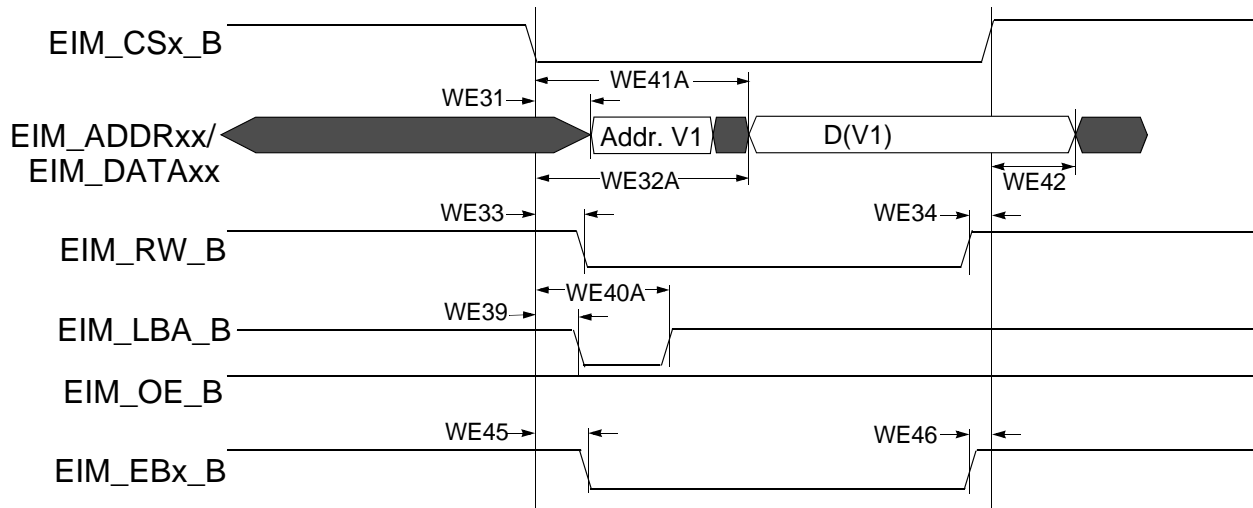 EIM_CSx_B
WE41A
WE31
EIM_ADDRxx/
EIM_DATAxx
Addr. V1
D(V1)
WE32A
WE42
WE33
WE34
EIM_RW_B
WE40A
WE39
EIM_LBA_B
EIM_OE_B
WE45
WE46
EIM_EBx_B